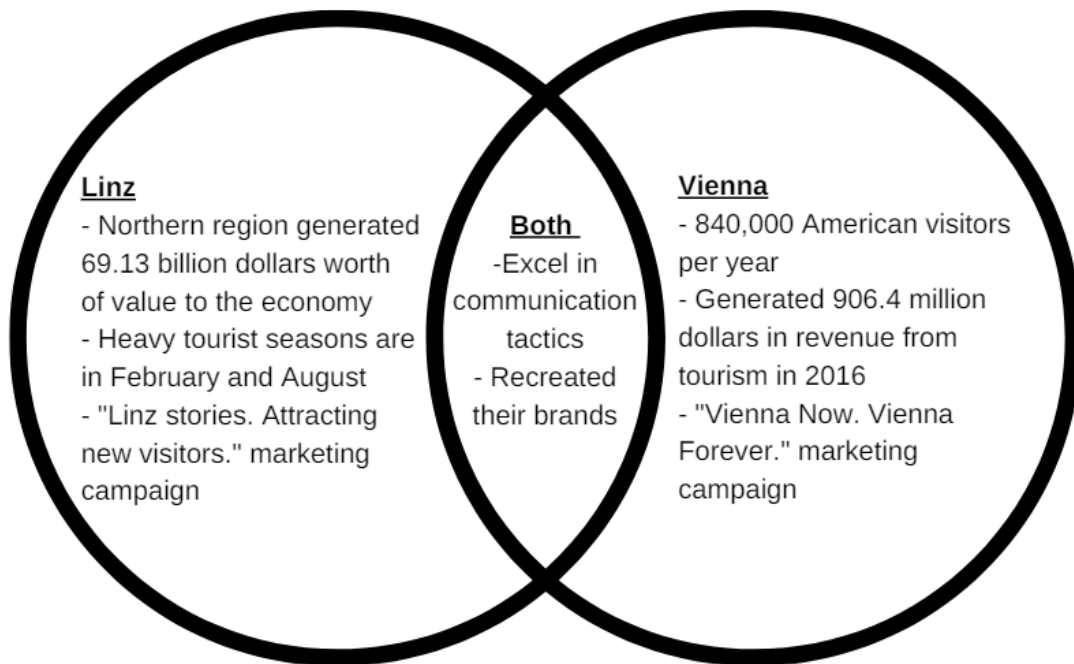 Linz
- Northern region generated
69.13 billion dollars worth
of value to the economy
- Heavy tourist seasons are
in February and August
- "Linz stories. Attracting
new visitors." marketing
campaign
Both
-Excel in
communication
tactics
- Recreated
their brands
Vienna
- 840,000 American visitors
per year
- Generated 906.4 million
dollars in revenue from
tourism in 2016
- "Vienna Now. Vienna
Forever." marketing
campaign